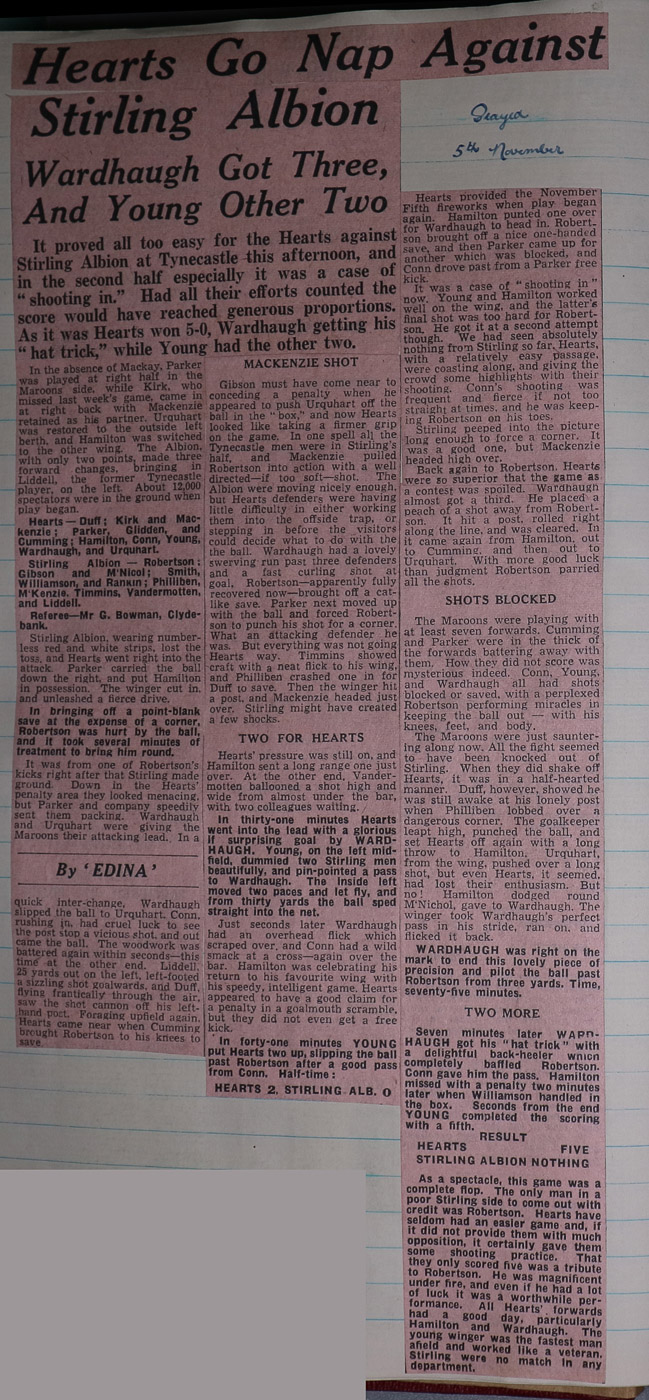 Hearts Go Nap Against
Stirling Albion
Wardhaugh Got Three,
And Young Other Two
5th November
It proved all too easy for the Hearts against
Stirling Albion at Tynecastle this afternoon, and
in the second half especially it was a case of
“ shooting in.” Had all their efforts counted the
score would have reached generous proportions.
As it was Hearts won 5-0, Wardhaugh getting his
“ hat trick,” while Young had the other two.
In the absence of Mackay, Parker
was played at right half in the
Maroons side, while Kirk, who
missed last week's game, came in
at right back with Mackenzie
retained as his partner. Urquhart
was restored to the outside left
berth, and Hamilton was switched
to the other wing. The Albion,
with only two points, made three
forward changes, bringing in
Liddell, the former Tynecastle
player, on the left. About 12,000
spectators were in the ground when
play began.
Hearts — Duff; Kirk and Mac-
kenzie; Parker, Glidden, and
Cumming; Hamilton, Conn, Young,
Wardhaugh, and Urquhart.
Stirling Albion — Robertson;
Gibson and M'Nicol; Smith,
Williamson, and Rankin; Philliben,
M'Kenzie, Timmins, Vandermotten,
and Liddell.
Referee—Mr G. Bowman, Clyde-
bank.
Stirling Albion, wearing number-
less red and white strips, lost the
toss, and Hearts went right into the
attack. Parker carried the ball
down the right, and put Hamilton
in possession. The winger cut in,
and unleashed a fierce drive.
In bringing off a point-blank
save at the expense of a corner,
Robertson was hurt by the ball,
and it took several minutes of
treatment to bring him round.
It was from one of Robertson's
kicks right after that Stirling made
ground. Down in the Hearts'
penalty area they looked menacing,
but Parker and company speedily
sent them packing. Wardhaugh
and Urquhart were giving the
Maroons their attacking lead. In a
By ‘EDINA’
quick inter-change, Wardhaugh
slipped the ball to Urquhart. Conn,
rushing in, had cruel luck to see
the post stop a vicious shot, and out
came the ball. The woodwork was
battered again within seconds—this
time at the other end. Liddell,
25 yards out on the left, left-footed
a sizzling shot goalwards, and Duff,
flying frantically through the air,
saw the shot cannon off his left-
hand post. Foraging upfield again,
Hearts came near when Cumming
brought Robertson to his knees to
save.
MACKENZIE SHOT
Gibson must have come near to
conceding a penalty when he
appeared to push Urquhart off the
ball in the “box,” and now Hearts
looked like taking a firmer grip
on the game. In one spell all the
Tynecastle men were in Stirling's
half, and Mackenzie pulled
Robertson into action with a well
directed—if too soft—shot. The
Albion were moving nicely enough,
but Hearts defenders were having
little difficulty in either working
them into the offside trap, or
stepping in before the visitors
could decide what to do with the
the ball. Wardhaugh had a lovely
swerving run past three defenders
and a fast curling shot at
goal. Robertson—apparently fully
recovered now—brought off a cat-
like save. Parker next moved up
with the ball and forced Robert-
son to punch his shot for a corner.
What an attacking defender he
was. But everything was not going
Hearts way. Timmins showed
craft with a neat flick to his wing,
and Philliben crashed one in for
Duff to save. Then the winger hit
a post, and Mackenzie headed just
over. Stirling might have created
a few shocks.
TWO FOR HEARTS
Hearts' pressure was still on, and
Hamilton sent a long range one just
over. At the other end, Vander-
motten ballooned a shot high and
wide from almost under the bar,
with two colleagues waiting.
In thirty-one minutes Hearts
went into the lead with a glorious
if surprising goal by WARD-
HAUGH. Young, on the left mid-
field, dummied two Stirling men
beautifully, and pin-pointed a pass
to Wardhaugh. The inside left
moved two paces and let fly, and
from thirty yards the ball sped
straight into the net.
Just seconds later Wardhaugh
had an overhead flick which
scraped over, and Conn had a wild
smack at a cross—again over the
bar. Hamilton was celebrating his
return to his favourite wing with
his speedy, intelligent game. Hearts
appeared to have a good claim for
a penalty in a goalmouth scramble,
but they did not even get a free
kick.
In forty-one minutes YOUNG
put Hearts two up, slipping the ball
past Robertson after a good pass
from Conn. Half-time:
HEARTS 2, STIRLING ALB. 0
Hearts provided the November
Fifth fireworks when play began
again. Hamilton punted one over
for Wardhaugh to head in. Robert-
son brought off a nice one-handed
save, and then Parker came up for
another which was blocked, and
Conn drove past from a Parker free
kick.
It was a case of “shooting in”
now. Young and Hamilton worked
well on the wing, and the latter's
final shot was too hard for Robert-
son. He got it at a second attempt
though. We had seen absolutely
nothing from Stirling so far, Hearts,
with a relatively easy passage,
were coasting along, and giving the
crowd some highlights with their
shooting. Conn's shooting was
frequent and fierce if not too
straight at times, and he was keep-
ing Robertson on his toes.
Stirling peeped into the picture
long enough to force a corner. It
was a good one, but Mackenzie
headed high over.
Back again to Robertson. Hearts
were so superior that the game as
a contest was spoiled. Wardhaugh
almost got a third. He placed a
peach of a shot away from Robert-
son. It hit a post, rolled right
along the line, and was cleared. In
it came again from Hamilton, out
to Cumming, and then out to
Urquhart. With more good luck
than judgment Robertson parried
all the shots.
SHOTS BLOCKED
The Maroons were playing with
at least seven forwards, Cumming
and Parker were in the thick of
the forwards battering away with
them. How they did not score was
mysterious indeed. Conn, Young,
and Wardhaugh all had shots
blocked or saved, with a perplexed
Robertson performing miracles in
keeping the ball out — with his
knees, feet, and body.
The Maroons were just saunter-
ing along now. All the fight seemed
to have been knocked out of
Stirling. When they did shake off
Hearts, it was in a half-hearted
manner. Duff, however, showed he
was still awake at his lonely post
when Philliben lobbed over a
dangerous corner. The goalkeeper
leapt high, punched the ball, and
set Hearts off again with a long
throw to Hamilton. Urquhart,
from the wing, pushed over a long
shot, but even Hearts, it seemed,
had lost their enthusiasm. But
no! Hamilton dodged round
M'Nichol, gave to Wardhaugh. The
winger took Wardhaugh's perfect
pass in his stride, ran on, and
flicked it back.
WARDHAUGH was right on the
mark to end this lovely piece of
precision and pilot the ball past
Robertson from three yards. Time,
seventy-five minutes.
TWO MORE
Seven minutes later WARD-
HAUGH got his “hat trick” with
a delightful back-heeler which
completely baffled Robertson.
Conn gave him the pass. Hamilton
missed with a penalty two minutes
later when Williamson handled in
the box. Seconds from the end
YOUNG completed the scoring
with a fifth.
RESULT
HEARTS FIVE
STIRLING ALBION NOTHING
As a spectacle, this game was a
complete flop. The only man in a
poor Stirling side to come out with
credit was Robertson. Hearts have
seldom had an easier game and, if
it did not provide them with much
opposition, it certainly gave them
some shooting practice. That
they only scored five was a tribute
to Robertson. He was magnificent
under fire, and even if he had a lot
of luck it was a worthwhile per-
formance. All Hearts' forwards
had a good day, particularly
Hamilton and Wardhaugh. The
young winger was the fastest man
afield and worked like a veteran.
Stirling were no match in any
department.